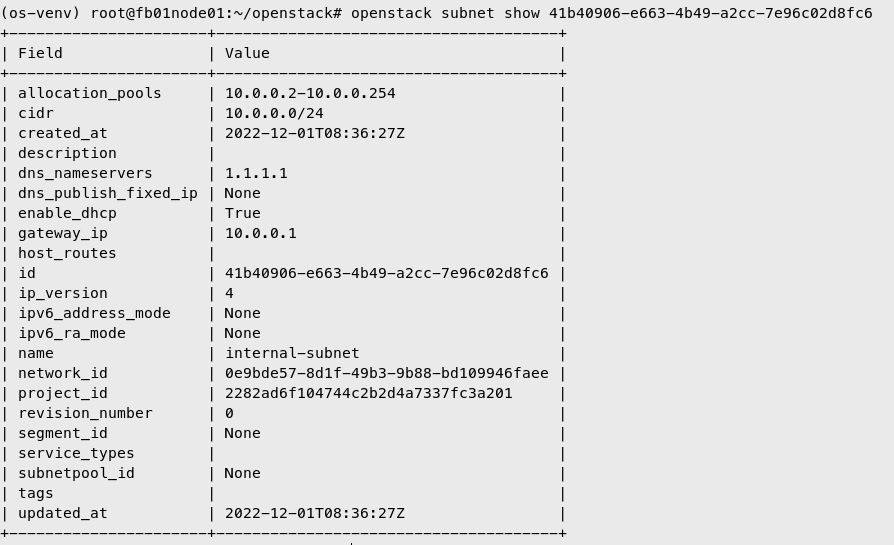 (os-venv) root@fb01node01:~/openstack# openstack subnet show 41b40906-e663-4b49-a2cc-7e96c02d8fc6
+----------------------+--------------------------------------+
| Field                | Value                                |
+----------------------+--------------------------------------+
| allocation_pools     | 10.0.0.2-10.0.0.254                  |
| cidr                 | 10.0.0.0/24                          |
| created_at           | 2022-12-01T08:36:27Z                 |
| description          |                                      |
| dns_nameservers      | 1.1.1.1                              |
| dns_publish_fixed_ip | None                                 |
| enable_dhcp          | True                                 |
| gateway_ip           | 10.0.0.1                             |
| host_routes          |                                      |
| id                   | 41b40906-e663-4b49-a2cc-7e96c02d8fc6 |
| ip_version           | 4                                    |
| ipv6_address_mode    | None                                 |
| ipv6_ra_mode         | None                                 |
| name                 | internal-subnet                      |
| network_id           | 0e9bde57-8d1f-49b3-9b88-bd109946faee |
| project_id           | 2282ad6f104744c2b2d4a7337fc3a201     |
| revision_number      | 0                                    |
| segment_id           | None                                 |
| service_types        |                                      |
| subnetpool_id        | None                                 |
| tags                 |                                      |
| updated_at           | 2022-12-01T08:36:27Z                 |
+----------------------+--------------------------------------+